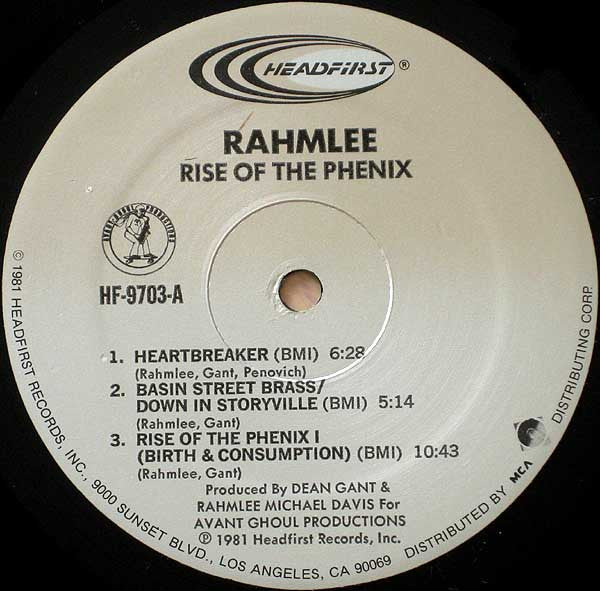 HEADFIRST®
RAHMLEE
RISE OF THE PHENIX
HF-9703-A
1. HEARTBREAKER (BMI) 6:28
(Rahmlee, Gant, Penovich)
2. BASIN STREET BRASS/
DOWN IN STORYVILLE (BMI) 5:14
(Rahmlee, Gant)
3. RISE OF THE PHENIX I
(BIRTH & CONSUMPTION) (BMI) 10:43
(Rahmlee, Gant)
Produced By DEAN GANT &
RAHMLEE MICHAEL DAVIS For
AVANT GHOUL PRODUCTIONS
℗ 1981 Headfirst Records, Inc.
© 1981 HEADFIRST RECORDS, INC., 9000 SUNSET BLVD., LOS ANGELES, CA 90069 DISTRIBUTED BY MCA DISTRIBUTING CORP.